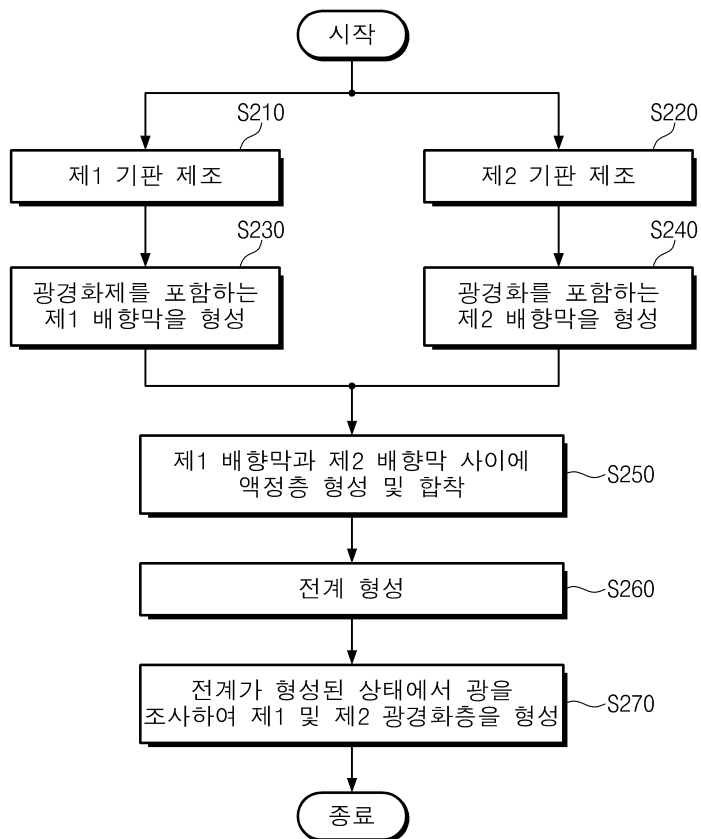 시작
S210
S220
제1 기판 제조
제2 기판 제조
S230
S240
광경화제를 포함하는
제1 배향막을 형성
광경화를 포함하는
제2 배향막을 형성
제1 배향막과 제2 배향막 사이에
액정층 형성 및 합착
S250
전계 형성
S260
전계가 형성된 상태에서 광을
조사하여 제1 및 제2 광경화층을 형성
S270
종료